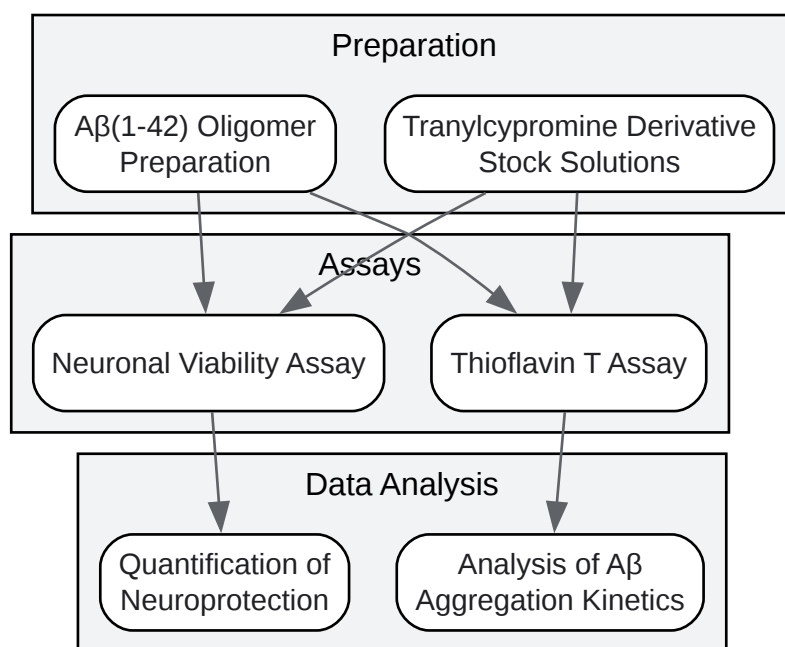 Preparation
Aβ(1-42) Oligomer
Preparation
Tranylcypromine Derivative
Stock Solutions
Assays
Neuronal Viability Assay
Thioflavin T Assay
Data Analysis
Quantification of
Neuroprotection
Analysis of Aβ
Aggregation Kinetics